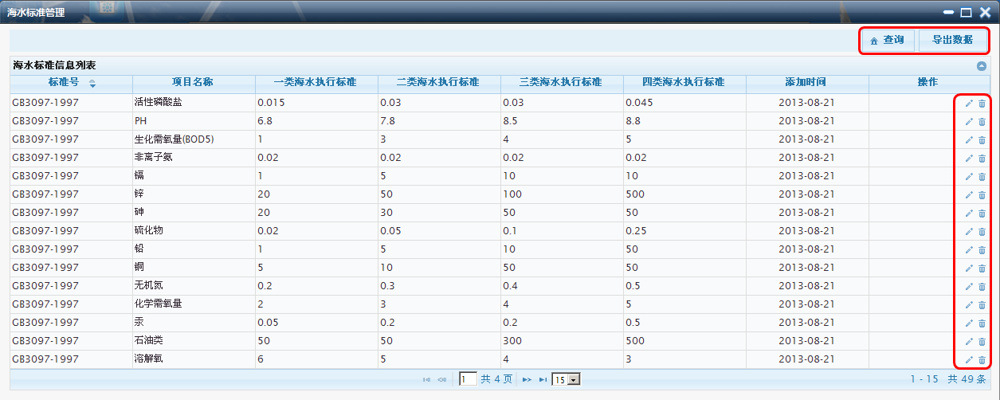 海水标准管理
查询 导出数据
海水标准信息列表
标准号 项目名称 一类海水执行标准 二类海水执行标准 三类海水执行标准 四类海水执行标准 添加时间 操作
GB3097-1997 活性磷酸盐 0.015 0.03 0.03 0.045 2013-08-21
GB3097-1997 PH 6.8 7.8 8.5 8.8 2013-08-21
GB3097-1997 生化需氧量(BOD5) 1 3 4 5 2013-08-21
GB3097-1997 非离子氨 0.02 0.02 0.02 0.02 2013-08-21
GB3097-1997 镉 1 5 10 10 2013-08-21
GB3097-1997 锌 20 50 100 500 2013-08-21
GB3097-1997 砷 20 30 50 50 2013-08-21
GB3097-1997 硫化物 0.02 0.05 0.1 0.25 2013-08-21
GB3097-1997 铅 1 5 10 50 2013-08-21
GB3097-1997 铜 5 10 50 50 2013-08-21
GB3097-1997 无机氮 0.2 0.3 0.4 0.5 2013-08-21
GB3097-1997 化学需氧量 2 3 4 5 2013-08-21
GB3097-1997 汞 0.05 0.2 0.2 0.5 2013-08-21
GB3097-1997 石油类 50 50 300 500 2013-08-21
GB3097-1997 溶解氧 6 5 4 3 2013-08-21
1 共 4 页 15 1 - 15 共 49 条